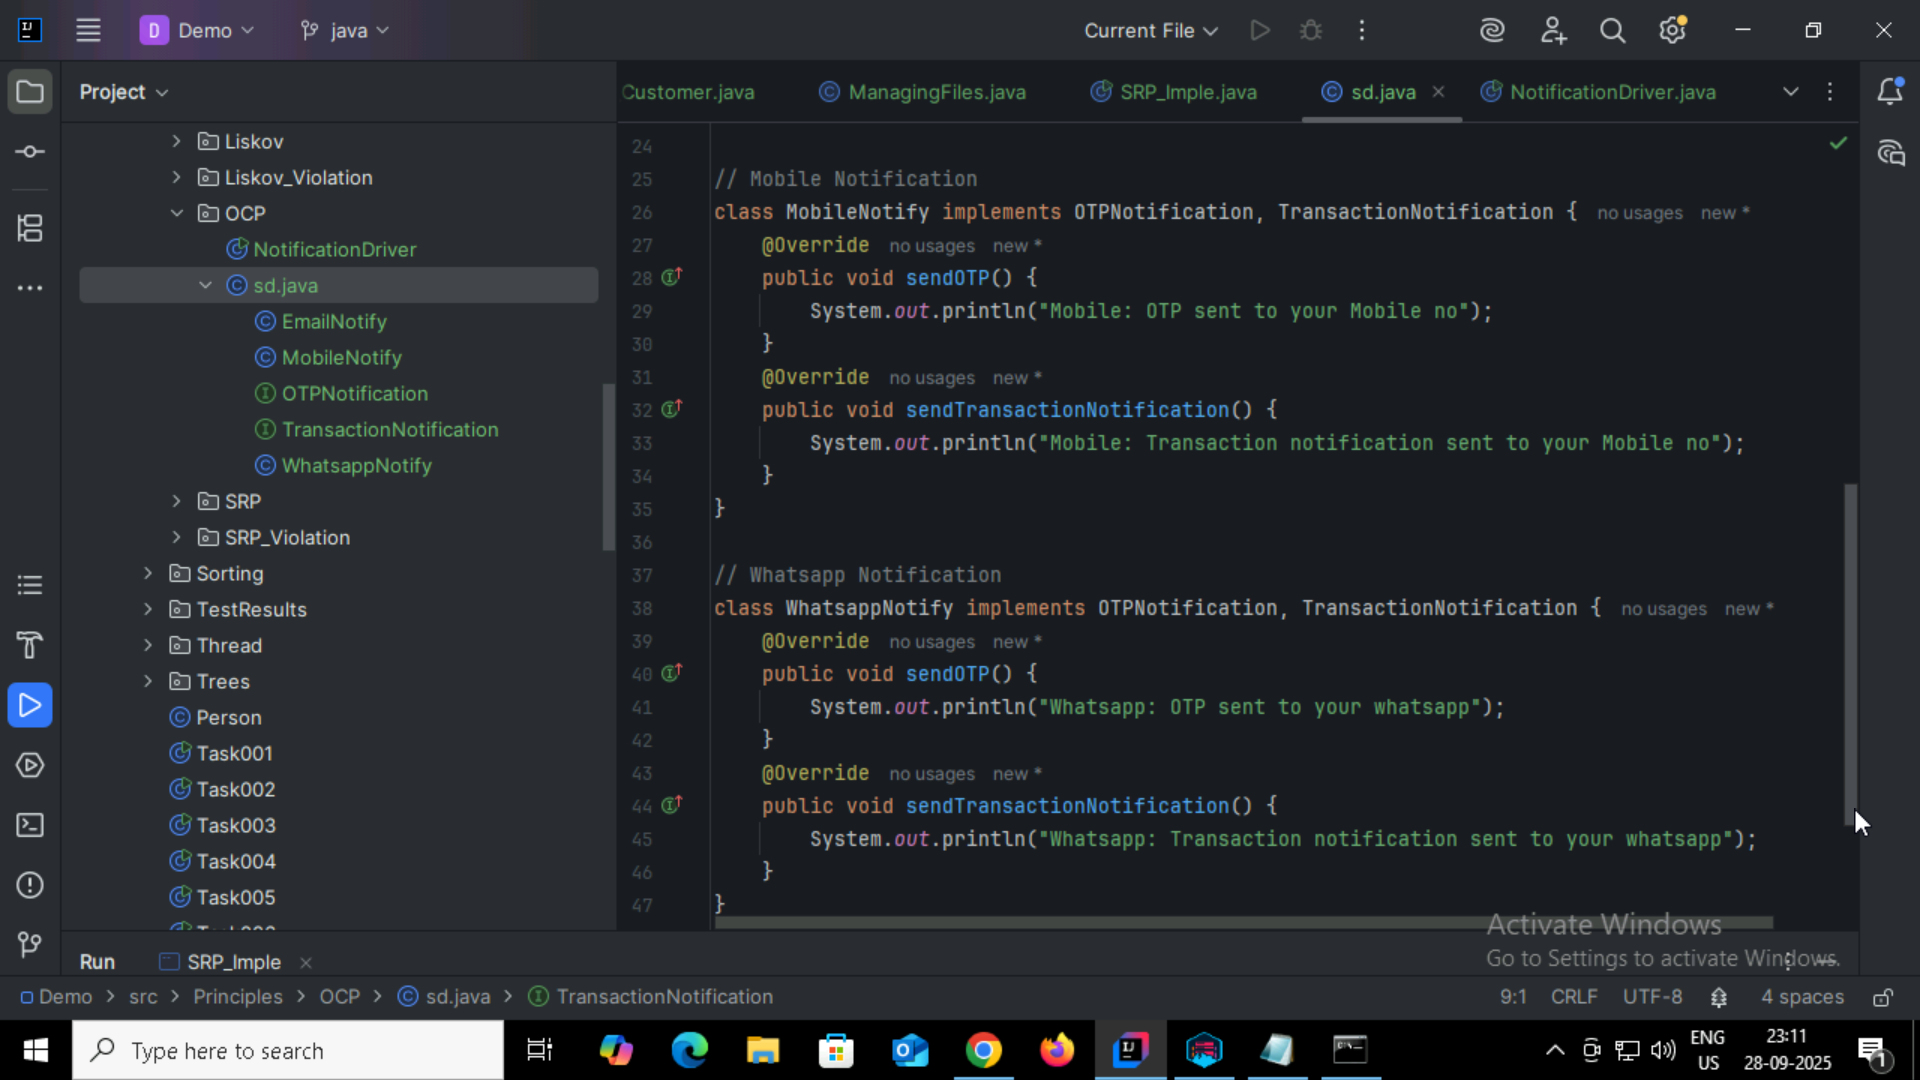 D Demo java Current File
Project
Customer.java ManagingFiles.java SRP_Imple.java sd.java NotificationDriver.java
Liskov
Liskov_Violation
OCP
NotificationDriver
sd.java
EmailNotify
MobileNotify
OTPNotification
TransactionNotification
WhatsappNotify
SRP
SRP_Violation
Sorting
TestResults
Thread
Trees
Person
Task001
Task002
Task003
Task004
Task005
24
25 // Mobile Notification
26 class MobileNotify implements OTPNotification, TransactionNotification { no usages new *
27 @Override no usages new *
28 public void sendOTP() {
29 System.out.println("Mobile: OTP sent to your Mobile no");
30 }
31 @Override no usages new *
32 public void sendTransactionNotification() {
33 System.out.println("Mobile: Transaction notification sent to your Mobile no");
34 }
35 }
36
37 // Whatsapp Notification
38 class WhatsappNotify implements OTPNotification, TransactionNotification { no usages new *
39 @Override no usages new *
40 public void sendOTP() {
41 System.out.println("Whatsapp: OTP sent to your whatsapp");
42 }
43 @Override no usages new *
44 public void sendTransactionNotification() {
45 System.out.println("Whatsapp: Transaction notification sent to your whatsapp");
46 }
47 }
Activate Windows
Go to Settings to activate Windows.
Run SRP_Imple
Demo > src > Principles > OCP > sd.java > TransactionNotification 9:1 CRLF UTF-8 4 spaces
Type here to search
ENG
US
23:11
28-09-2025
1